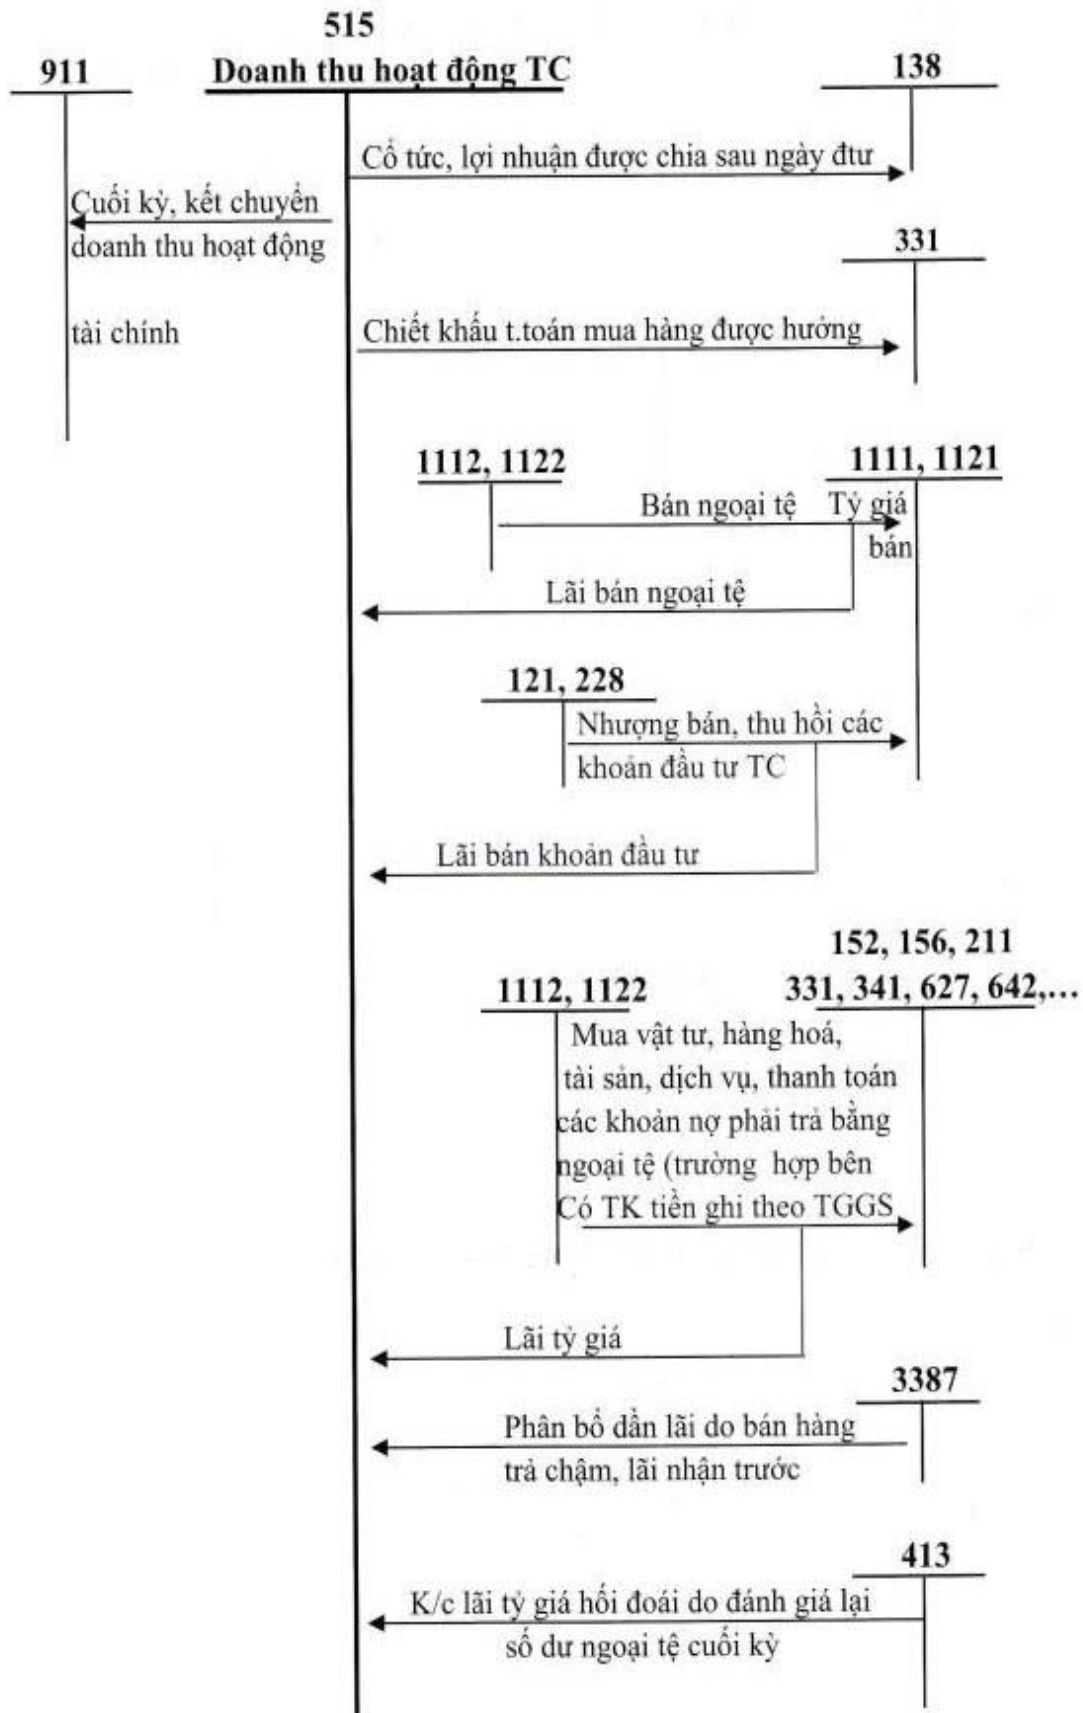 515
911
Doanh thu hoạt động TC
138
Cổ tức, lợi nhuận được chia sau ngày đtư
Cuối kỳ, kết chuyển
doanh thu hoạt động
tài chính
331
Chiết khấu t.toán mua hàng được hưởng
1112, 1122
1111, 1121
Bán ngoại tệ
Tỷ giá
bán
Lãi bán ngoại tệ
121, 228
Nhượng bán, thu hồi các
khoản đầu tư TC
Lãi bán khoản đầu tư
152, 156, 211
1112, 1122
331, 341, 627, 642,…
Mua vật tư, hàng hoá,
tài sản, dịch vụ, thanh toán
các khoản nợ phải trả bằng
ngoại tệ (trường hợp bên
Có TK tiền ghi theo TGGS
Lãi tỷ giá
3387
Phân bổ dần lãi do bán hàng
trả chậm, lãi nhận trước
413
K/c lãi tỷ giá hối đoái do đánh giá lại
số dư ngoại tệ cuối kỳ